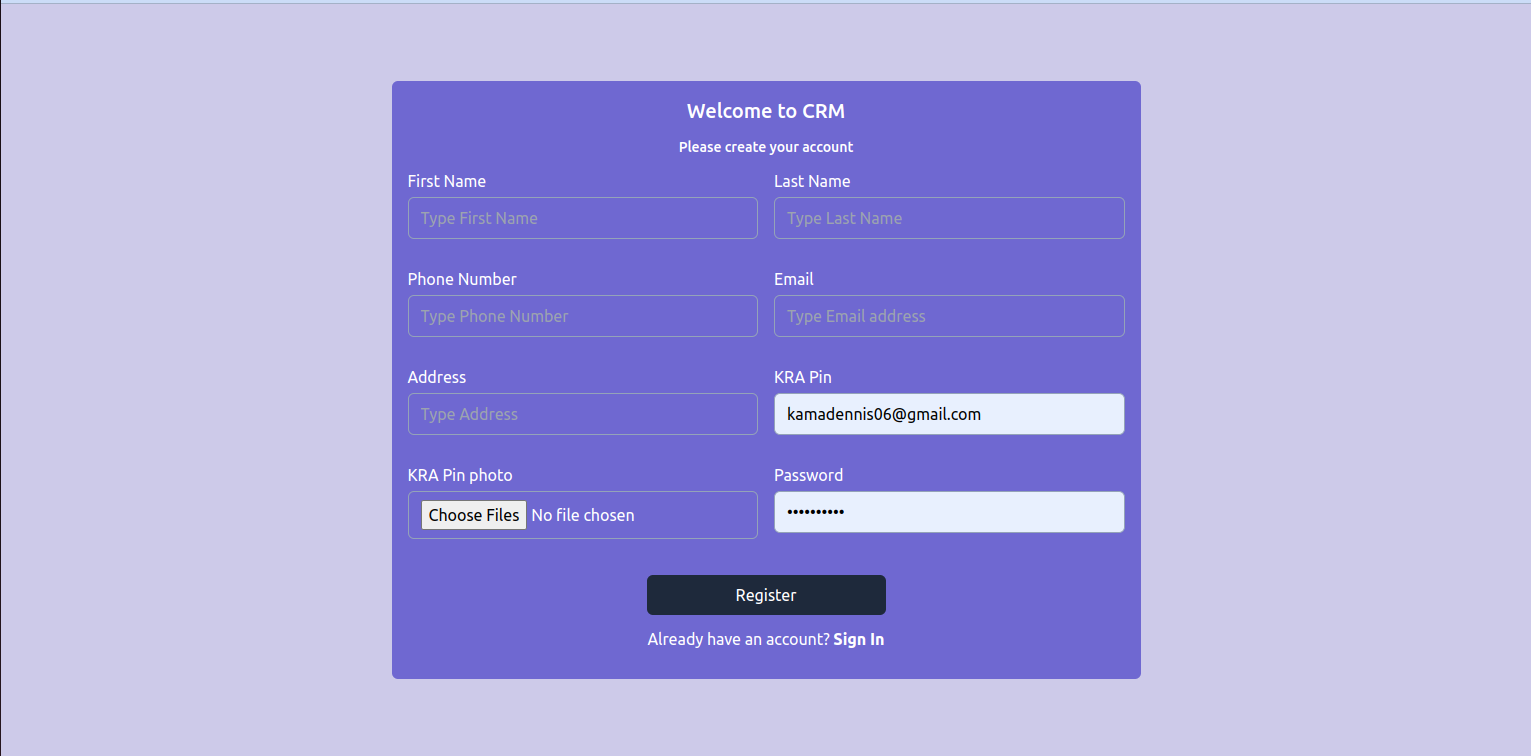 Welcome to CRM
Please create your account
First Name
Last Name
Type First Name
Type Last Name
Phone Number
Email
Type Phone Number
Type Email address
Address
KRA Pin
Type Address
kamadennis06@gmail.com
KRA Pin photo
Password
Choose Files No file chosen
••••••••••
Register
Already have an account? Sign In